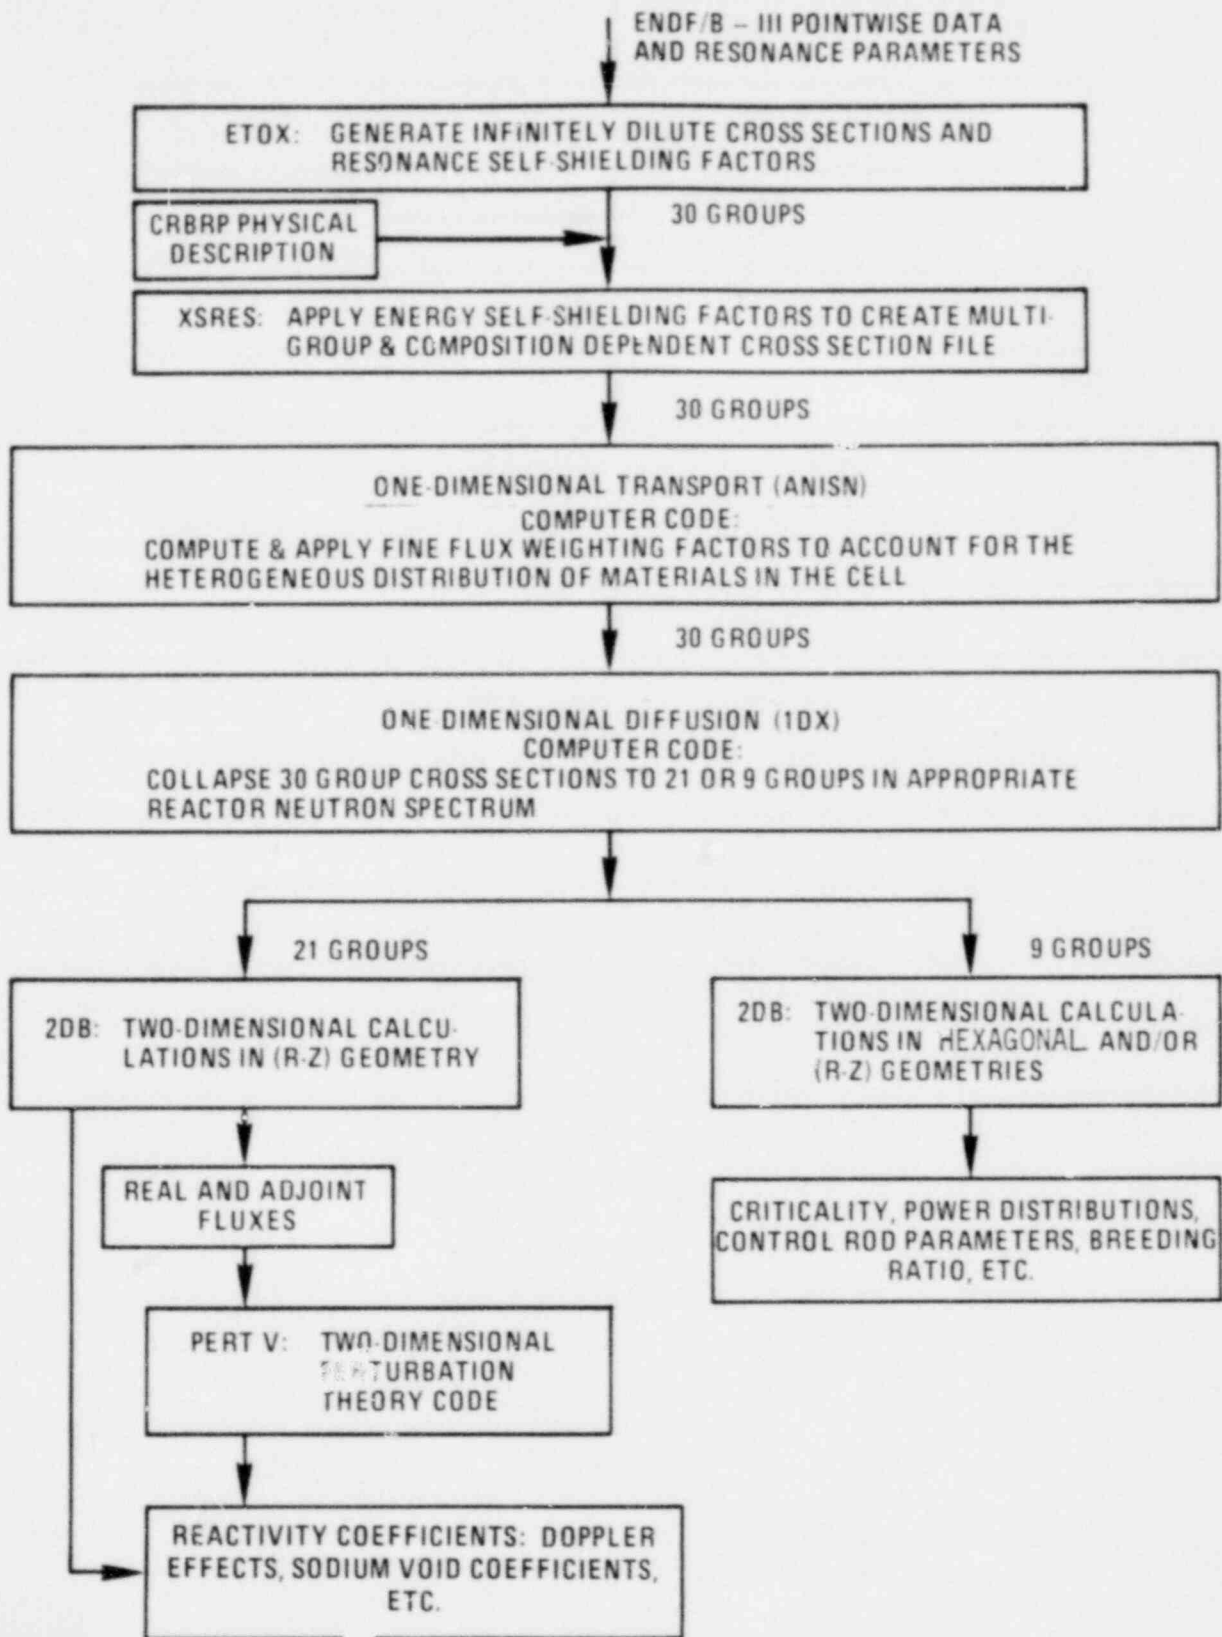 ENDF/B – III POINTWISE DATA
AND RESONANCE PARAMETERS
ETOX: GENERATE INFINITELY DILUTE CROSS SECTIONS AND
RESONANCE SELF-SHIELDING FACTORS
30 GROUPS
CRBRP PHYSICAL
DESCRIPTION
XSRES: APPLY ENERGY SELF-SHIELDING FACTORS TO CREATE MULTI-
GROUP & COMPOSITION DEPENDENT CROSS SECTION FILE
30 GROUPS
ONE-DIMENSIONAL TRANSPORT (ANISN)
COMPUTER CODE:
COMPUTE & APPLY FINE FLUX WEIGHTING FACTORS TO ACCOUNT FOR THE
HETEROGENEOUS DISTRIBUTION OF MATERIALS IN THE CELL
30 GROUPS
ONE DIMENSIONAL DIFFUSION (1DX)
COMPUTER CODE:
COLLAPSE 30 GROUP CROSS SECTIONS TO 21 OR 9 GROUPS IN APPROPRIATE
REACTOR NEUTRON SPECTRUM
21 GROUPS
2DB: TWO-DIMENSIONAL CALCU-
LATIONS IN (R-Z) GEOMETRY
REAL AND ADJOINT
FLUXES
PERT V: TWO-DIMENSIONAL
PERTURBATION
THEORY CODE
REACTIVITY COEFFICIENTS: DOPPLER
EFFECTS, SODIUM VOID COEFFICIENTS,
ETC.
9 GROUPS
2DB: TWO-DIMENSIONAL CALCULA-
TIONS IN HEXAGONAL AND/OR
(R-Z) GEOMETRIES
CRITICALITY, POWER DISTRIBUTIONS,
CONTROL ROD PARAMETERS, BREEDING
RATIO, ETC.